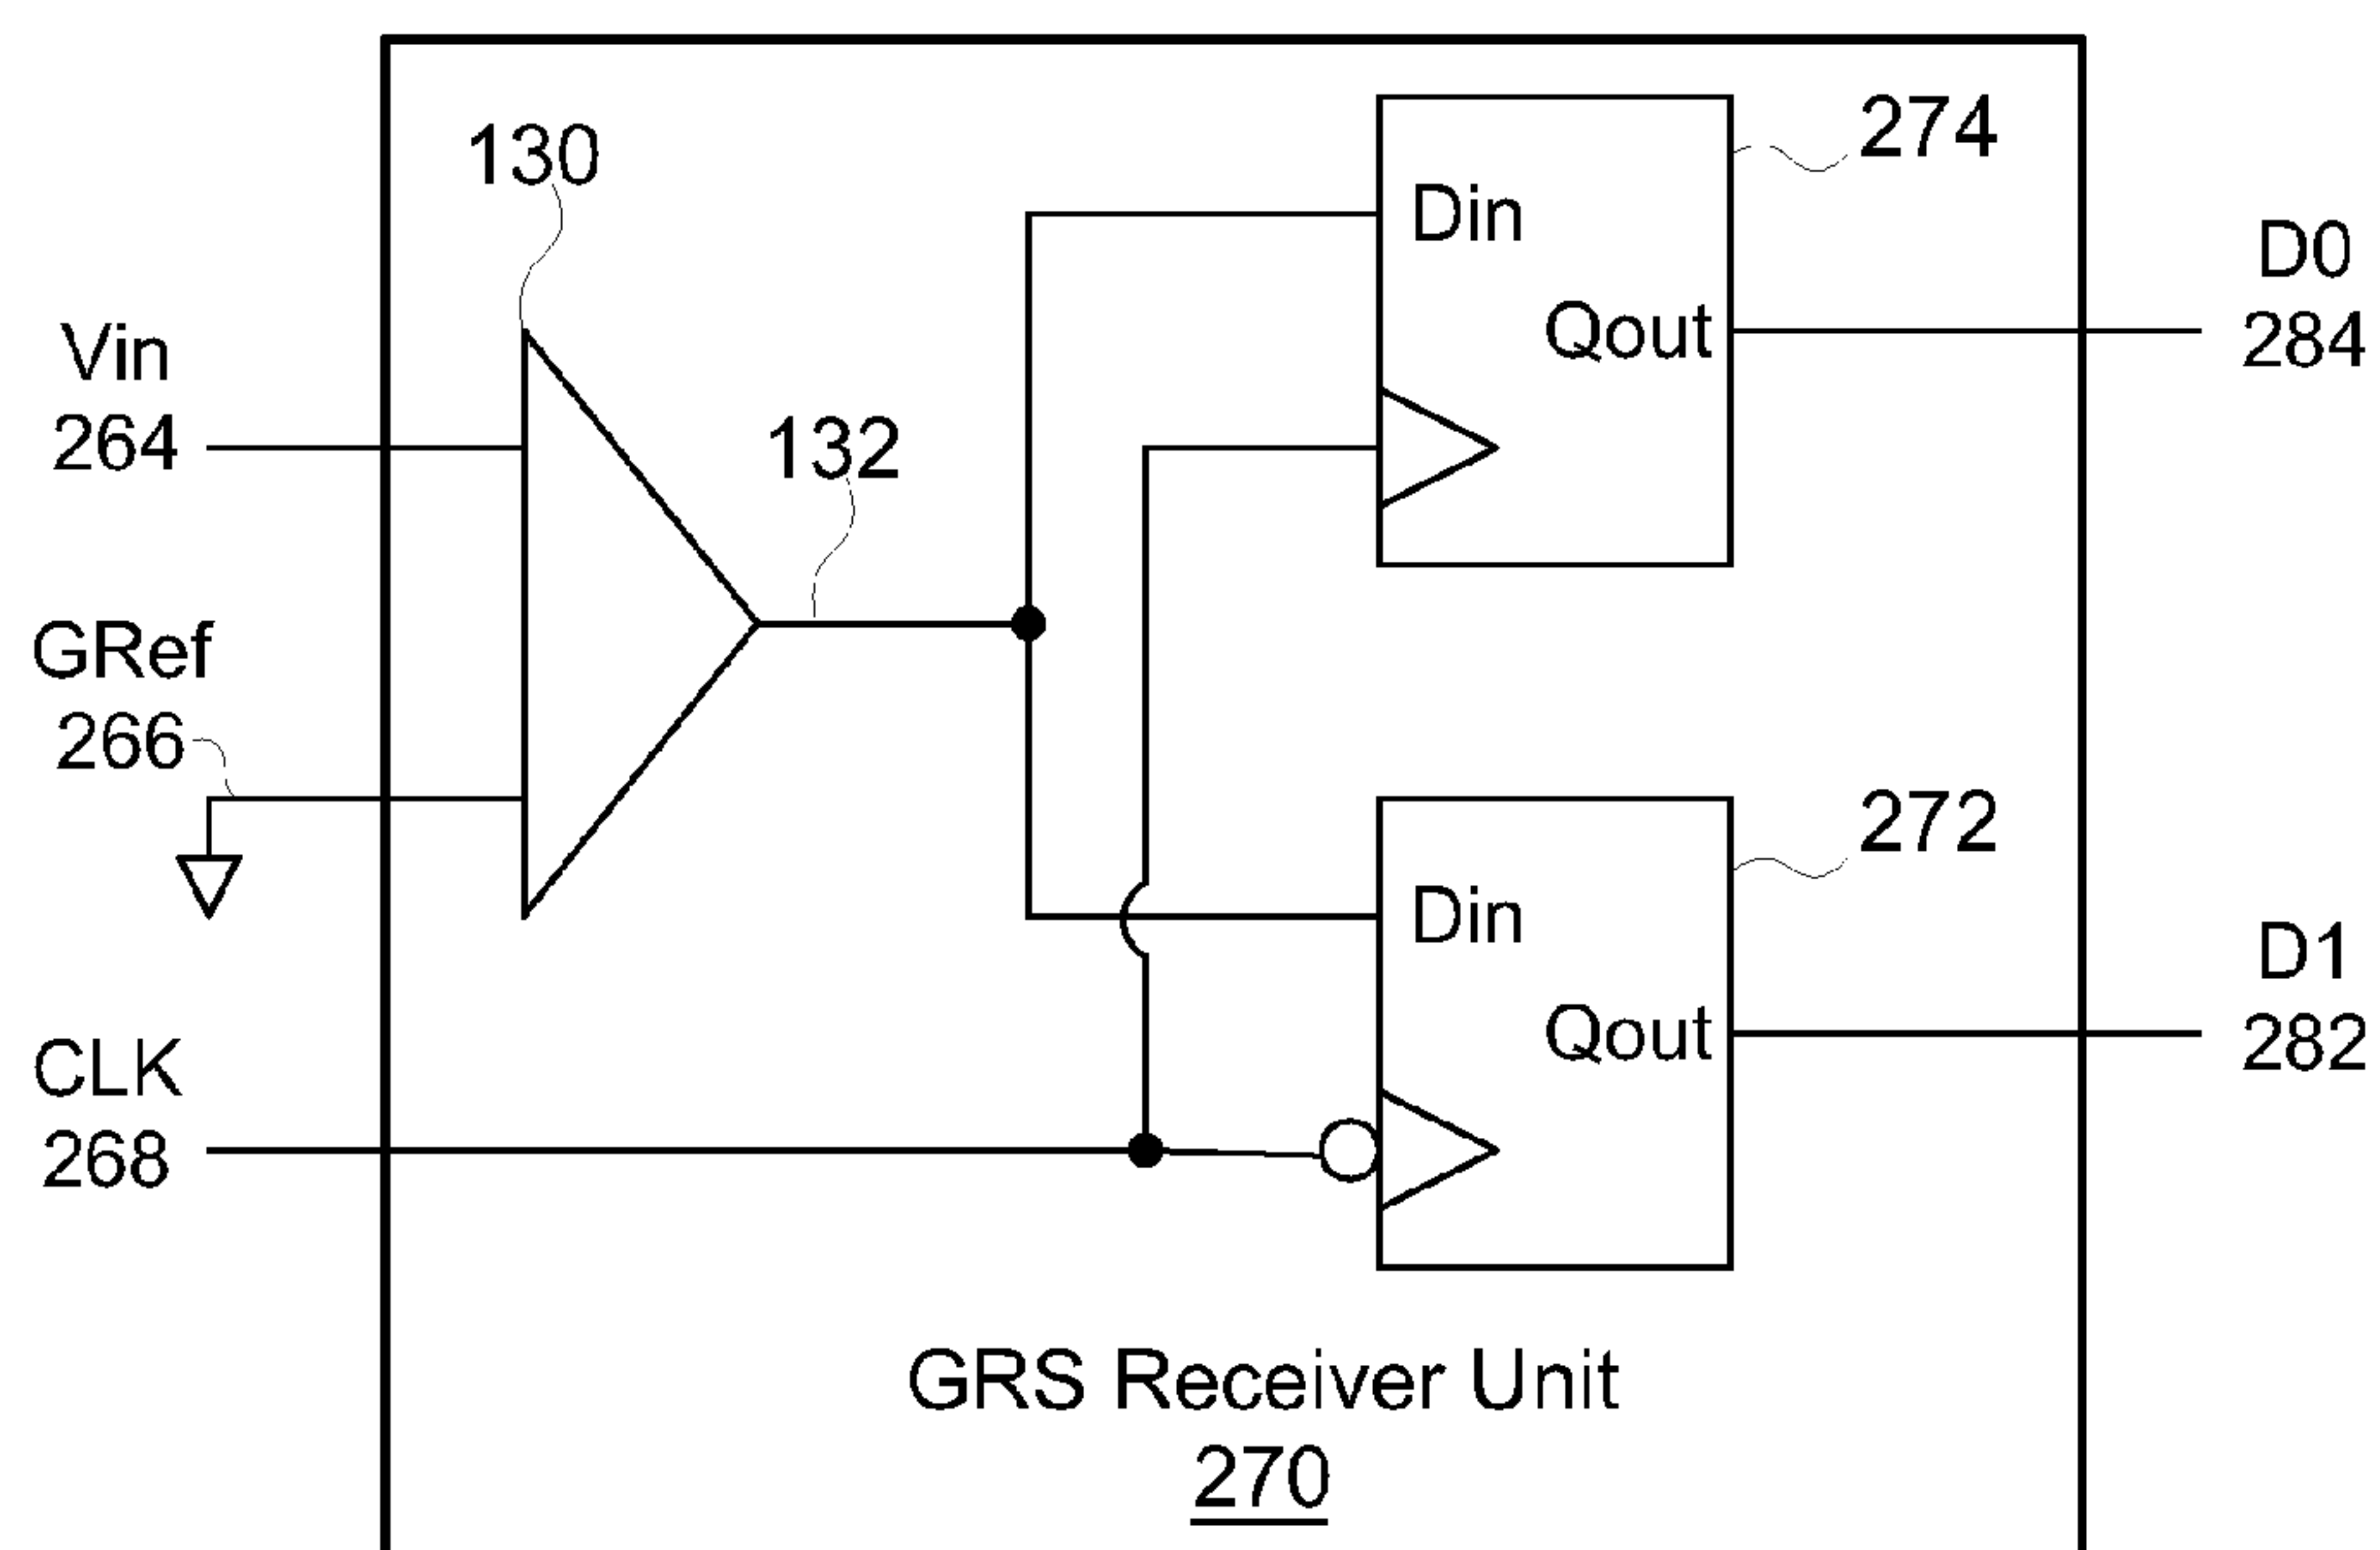 130
274
Din
D0
Qout
284
Vin
264
132
GRef
266
272
Din
D1
Qout
282
CLK
268
GRS Receiver Unit
270